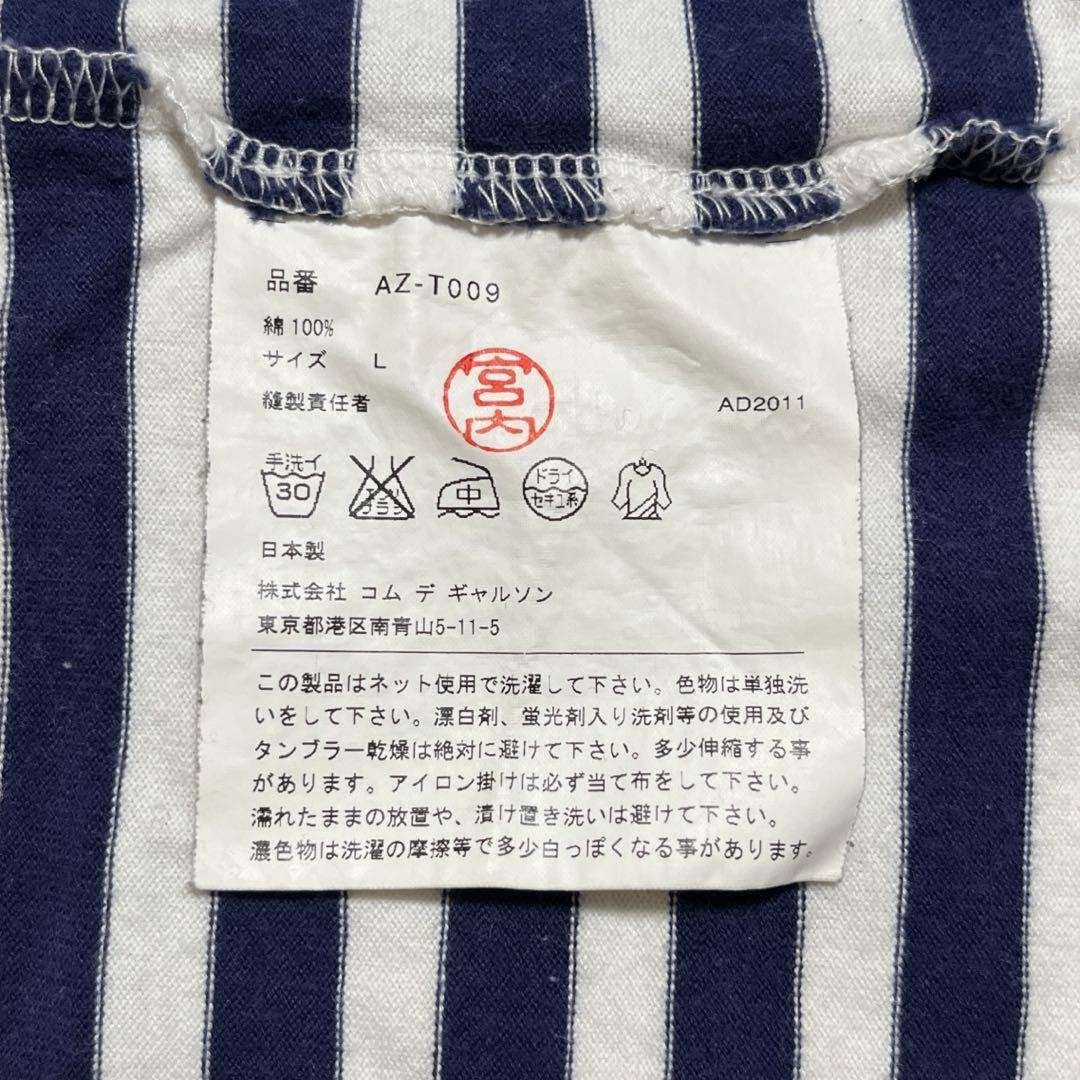 品番 AZ-T009
綿100%
サイズ L
縫製責任者 宮内 AD2011
手洗イ
30
エンソ
サラシ
中
ドライ
セキユ系
日本製
株式会社 コム デ ギャルソン
東京都港区南青山5-11-5
この製品はネット使用で洗濯して下さい。色物は単独洗
いをして下さい。漂白剤、蛍光剤入り洗剤等の使用及び
タンブラー乾燥は絶対に避けて下さい。多少伸縮する事
があります。アイロン掛けは必ず当て布をして下さい。
濡れたままの放置や、漬け置き洗いは避けて下さい。
濃色物は洗濯の摩擦等で多少白っぽくなる事があります。